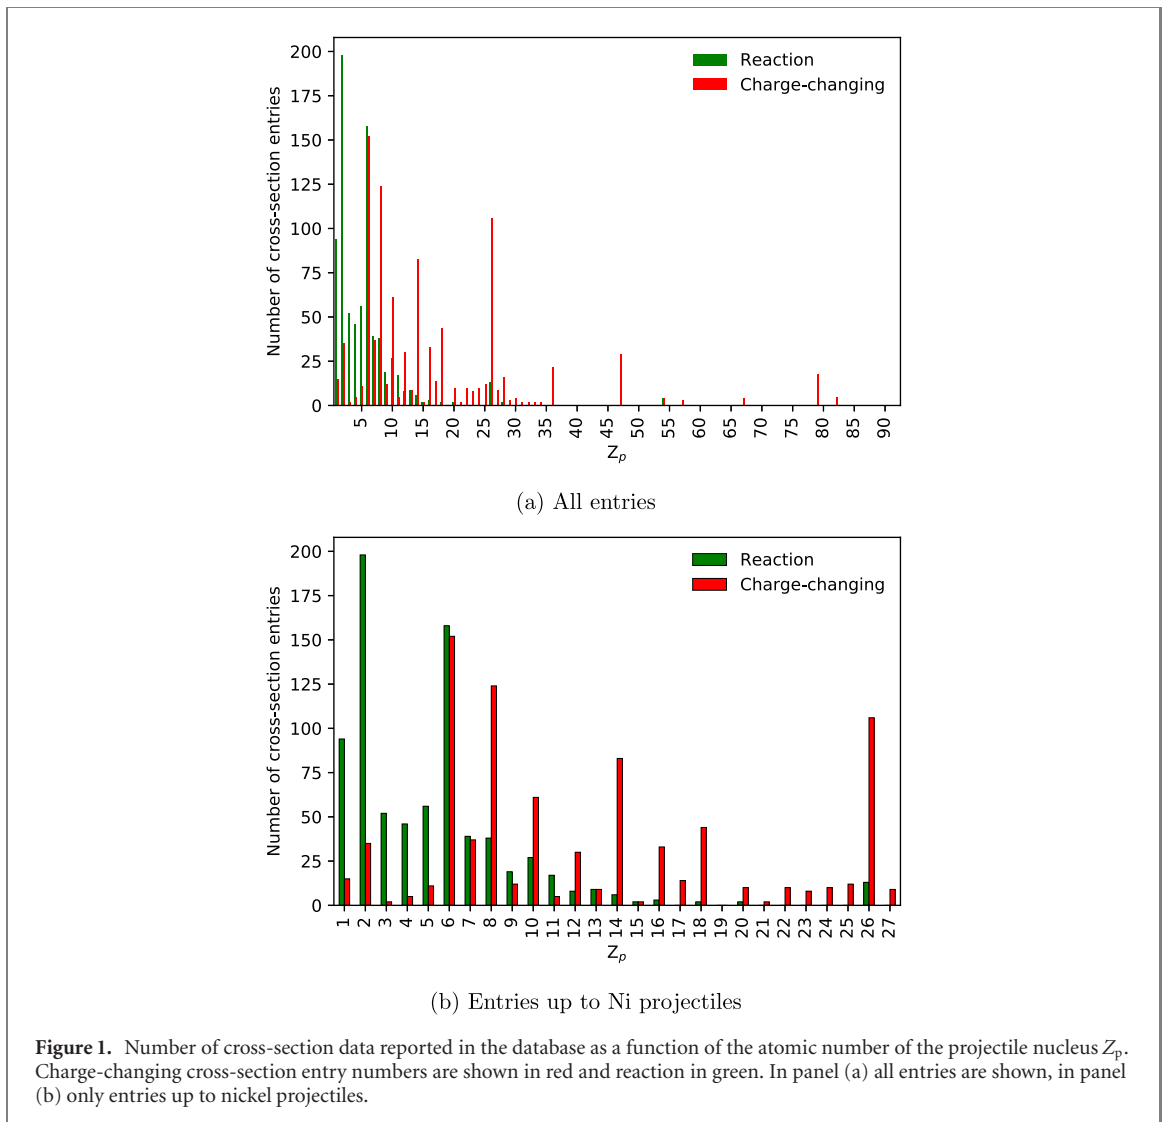 200
175
150
125
100
75
50
25
0
Number of cross-section entries
Reaction
Charge-changing
5 10 15 20 25 30 35 40 45 50 55 60 65 70 75 80 85 90
Zp
(a) All entries
200
175
150
125
100
75
50
25
0
Number of cross-section entries
Reaction
Charge-changing
1 2 3 4 5 6 7 8 9 10 11 12 13 14 15 16 17 18 19 20 21 22 23 24 25 26 27
Zp
(b) Entries up to Ni projectiles
Figure 1. Number of cross-section data reported in the database as a function of the atomic number of the projectile nucleus Zp.
Charge-changing cross-section entry numbers are shown in red and reaction in green. In panel (a) all entries are shown, in panel
(b) only entries up to nickel projectiles.